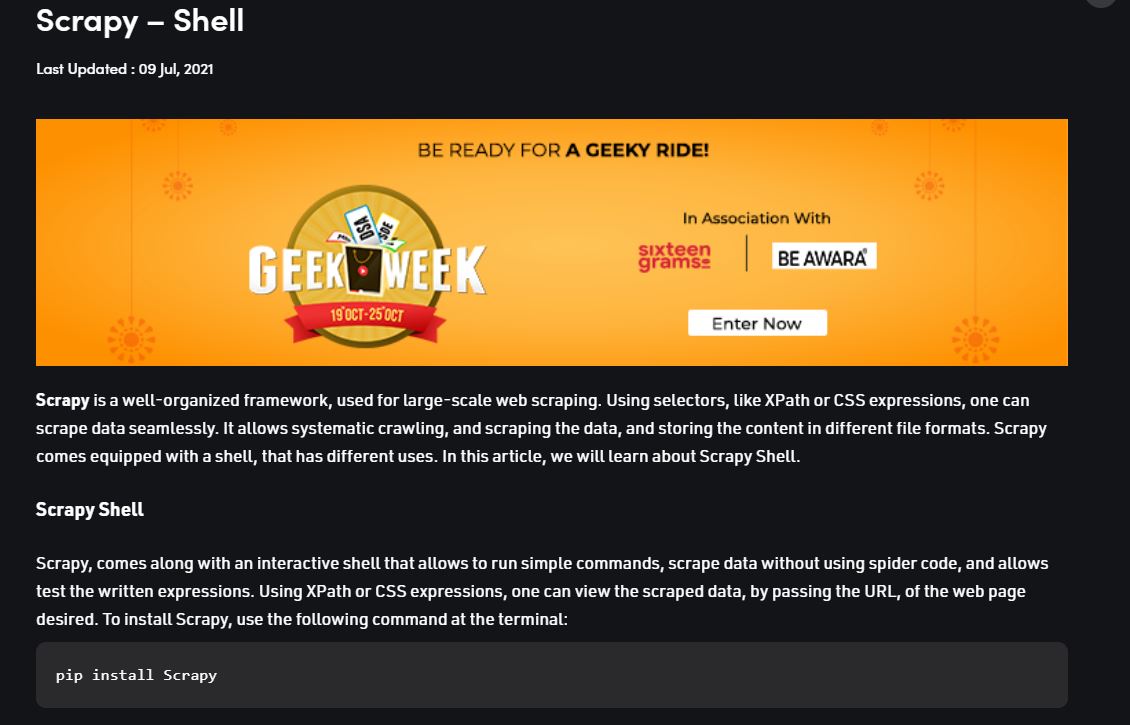 Scrapy – Shell
Last Updated : 09 Jul, 2021
BE READY FOR A GEEKY RIDE!
DSA
SDE
GEEK WEEK
19th OCT-25th OCT
In Association With
sixteen
grams
BE AWARA®
Enter Now
Scrapy is a well-organized framework, used for large-scale web scraping. Using selectors, like XPath or CSS expressions, one can
scrape data seamlessly. It allows systematic crawling, and scraping the data, and storing the content in different file formats. Scrapy
comes equipped with a shell, that has different uses. In this article, we will learn about Scrapy Shell.
Scrapy Shell
Scrapy, comes along with an interactive shell that allows to run simple commands, scrape data without using spider code, and allows
test the written expressions. Using XPath or CSS expressions, one can view the scraped data, by passing the URL, of the web page
desired. To install Scrapy, use the following command at the terminal:
pip install Scrapy